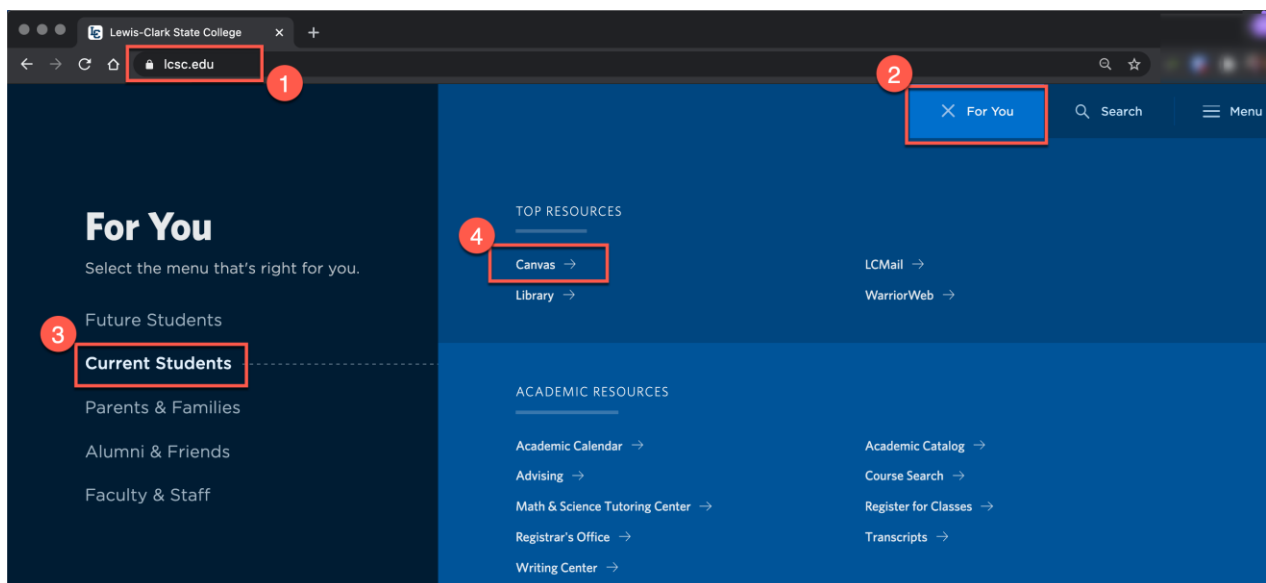 Lewis-Clark State College
lcsc.edu
1
2
For You
Search
Menu
For You
Select the menu that's right for you.
Future Students
3
Current Students
Parents & Families
Alumni & Friends
Faculty & Staff
TOP RESOURCES
4
Canvas → LCMail →
Library → WarriorWeb →
ACADEMIC RESOURCES
Academic Calendar → Academic Catalog →
Advising → Course Search →
Math & Science Tutoring Center → Register for Classes →
Registrar's Office → Transcripts →
Writing Center →